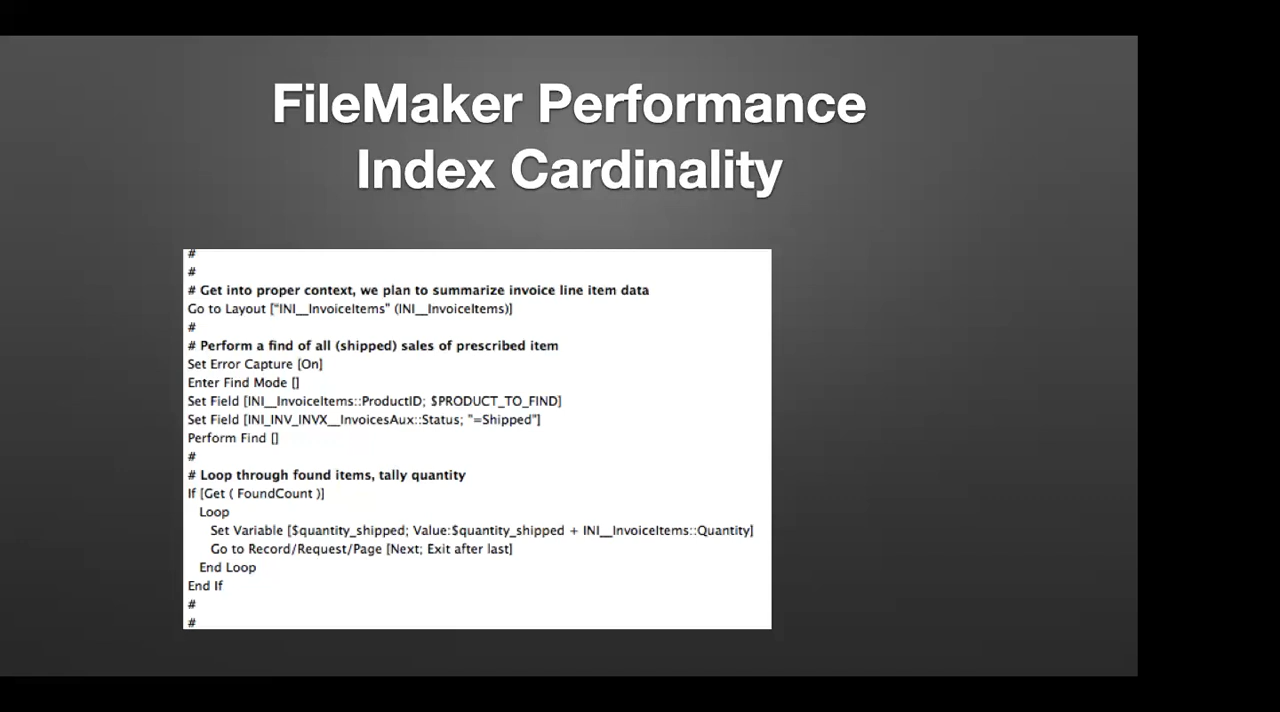 FileMaker Performance
Index Cardinality
#
#
# Get into proper context, we plan to summarize invoice line item data
Go to Layout ["INI__InvoiceItems" (INI__InvoiceItems)]
#
# Perform a find of all (shipped) sales of prescribed item
Set Error Capture [On]
Enter Find Mode []
Set Field [INI__InvoiceItems::ProductID; $PRODUCT_TO_FIND]
Set Field [INI_INV_INVX__InvoicesAux::Status; "=Shipped"]
Perform Find []
#
# Loop through found items, tally quantity
If [Get ( FoundCount )]
Loop
Set Variable [$quantity_shipped; Value:$quantity_shipped + INI__InvoiceItems::Quantity]
Go to Record/Request/Page [Next; Exit after last]
End Loop
End If
#
#